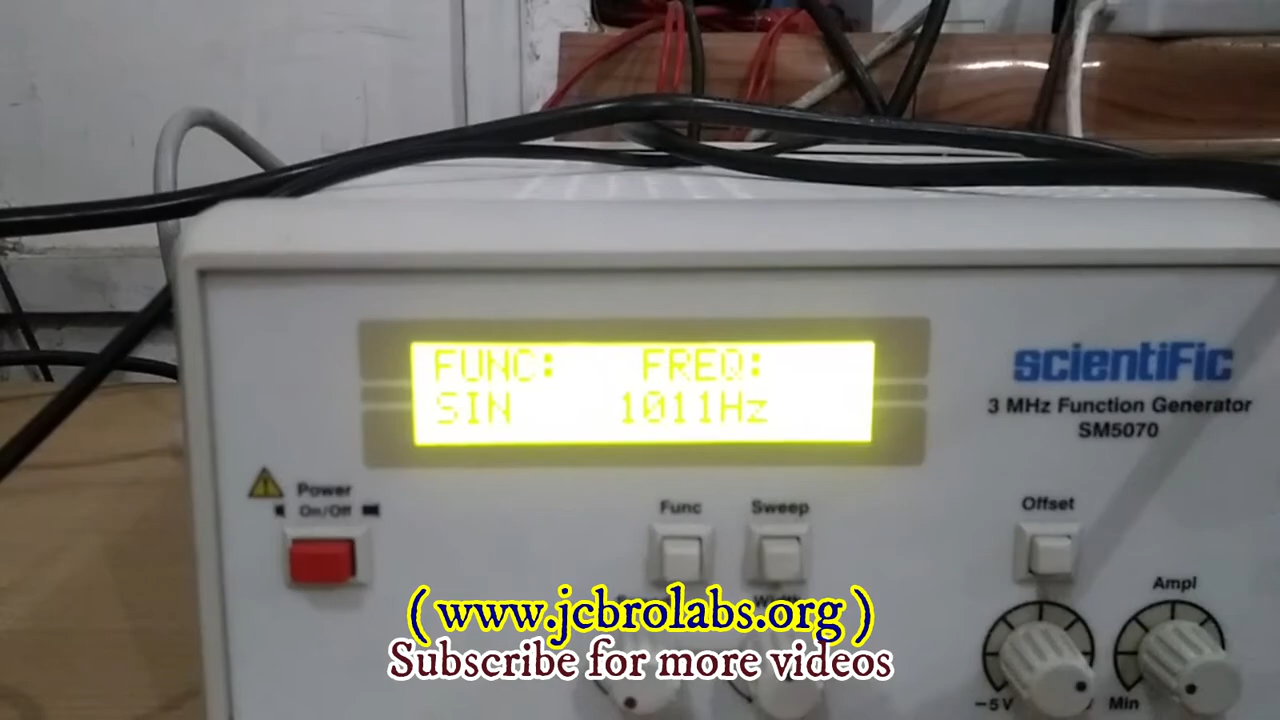 FUNC: FREQ:
SIN 1011Hz
scientiFic
3 MHz Function Generator
SM5070
Power
On/Off
Func
Sweep
Offset
Ampl
( www.jcbrolabs.org )
Subscribe for more videos
-5V
Min